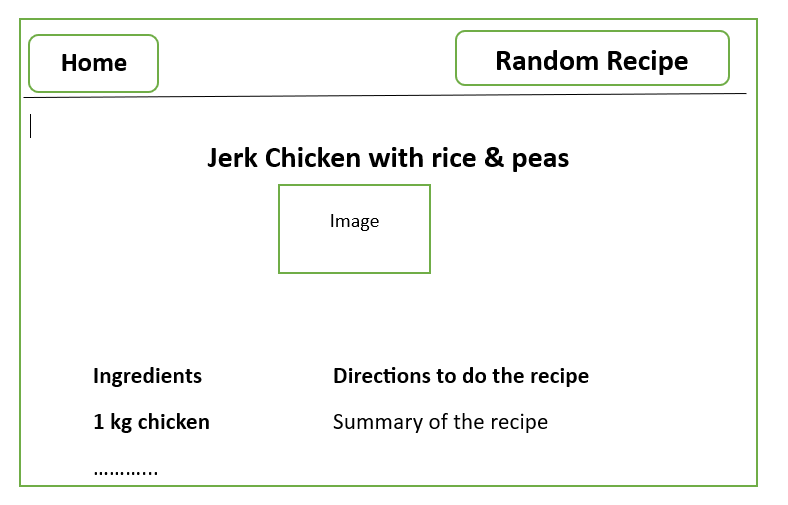 Home
Random Recipe
Jerk Chicken with rice & peas
Image
Ingredients
Directions to do the recipe
1 kg chicken
Summary of the recipe
…………